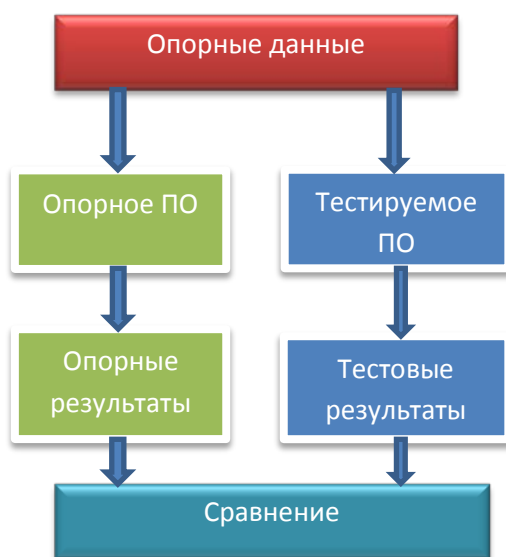 Опорные данные
Опорное ПО
Тестируемое
ПО
Опорные
результаты
Тестовые
результаты
Сравнение